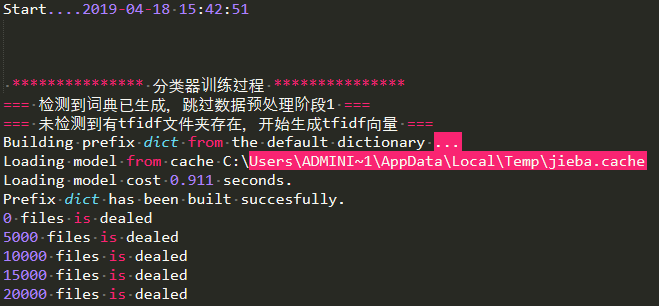 Start....2019-04-18 15:42:51
*************** 分类器训练过程 ***************
=== 检测到词典已生成，跳过数据预处理阶段1 ===
=== 未检测到有tfidf文件夹存在，开始生成tfidf向量 ===
Building prefix dict from the default dictionary ...
Loading model from cache C:\Users\ADMINI~1\AppData\Local\Temp\jieba.cache
Loading model cost 0.911 seconds.
Prefix dict has been built succesfully.
0 files is dealed
5000 files is dealed
10000 files is dealed
15000 files is dealed
20000 files is dealed